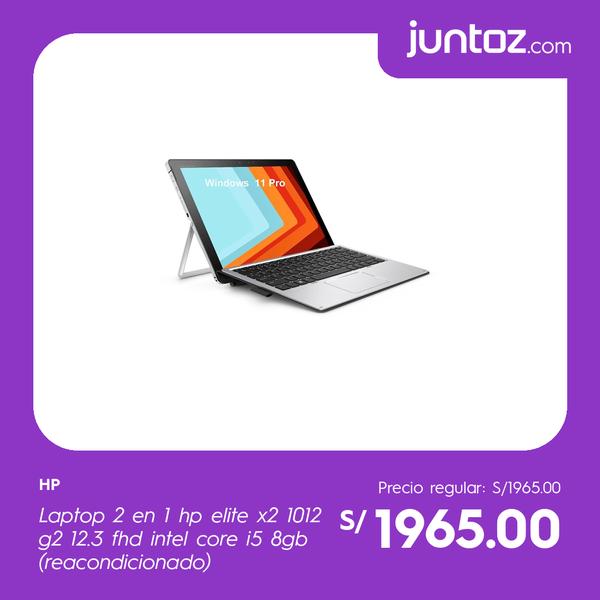 juntoz.com
Windows 11 Pro
HP
Laptop 2 en 1 hp elite x2 1012
g2 12.3 fhd intel core i5 8gb
(reacondicionado)
Precio regular: S/1965.00
S/1965.00